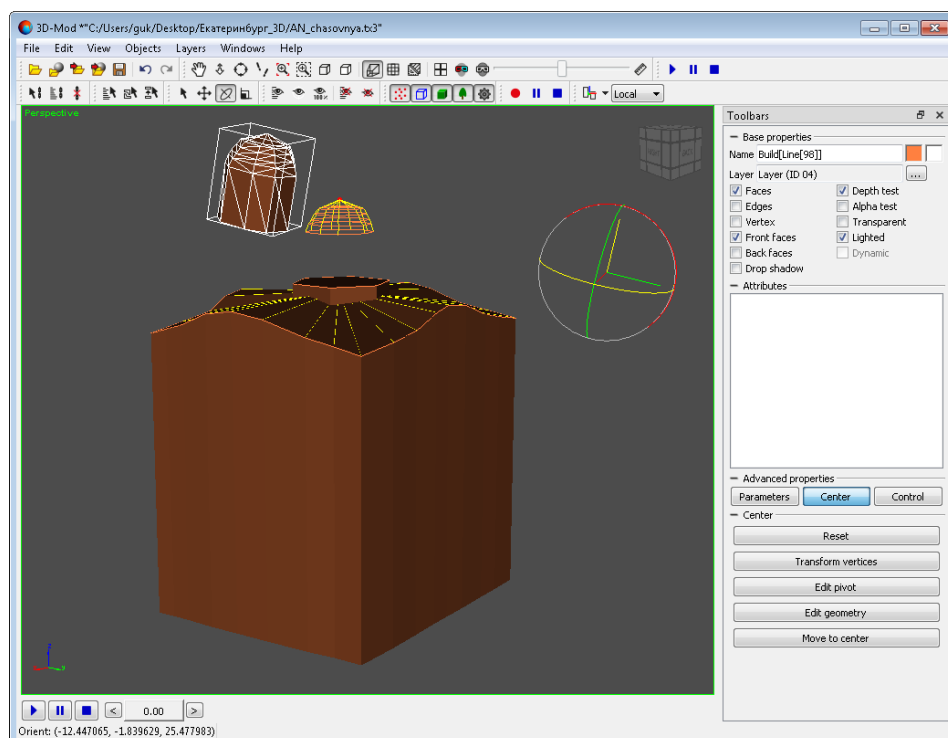 3D-Mod *"C:/Users/guk/Desktop/Екатеринбург_3D/AN_chasovnya.tx3"
File Edit View Objects Layers Windows Help
Local
Perspective
Toolbars
Base properties
Name Build[Line[98]]
Layer Layer (ID 04) ...
Faces Depth test
Edges Alpha test
Vertex Transparent
Front faces Lighted
Back faces Dynamic
Drop shadow
Attributes
Advanced properties
Parameters Center Control
Center
Reset
Transform vertices
Edit pivot
Edit geometry
Move to center
< 0.00 >
Orient: (-12.447065, -1.839629, 25.477983)